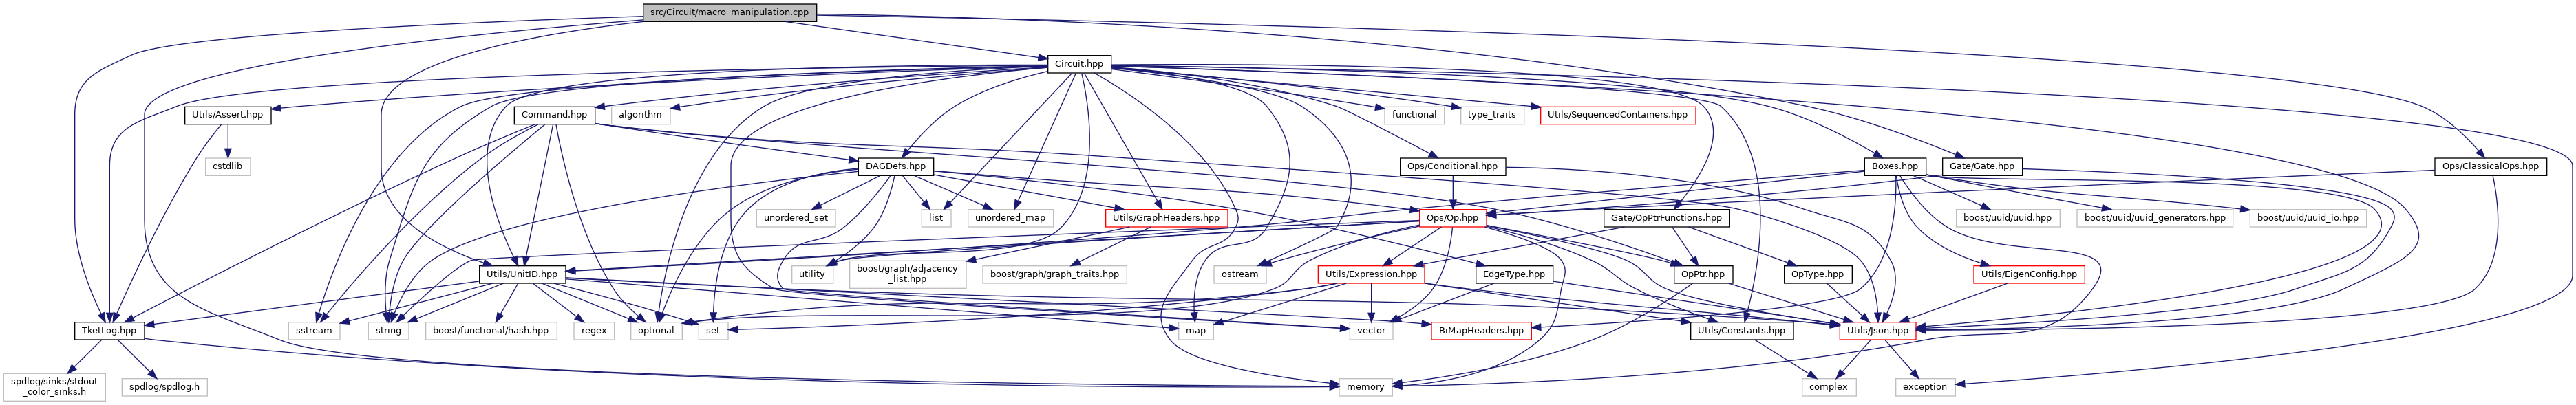 src/Circuit/macro_manipulation.cpp
Circuit.hpp
Utils/Assert.hpp
Command.hpp
algorithm
functional
type_traits
Utils/SequencedContainers.hpp
cstdlib
DAGDefs.hpp
Ops/Conditional.hpp
Boxes.hpp
Gate/Gate.hpp
Ops/ClassicalOps.hpp
unordered_set
list
unordered_map
Utils/GraphHeaders.hpp
Ops/Op.hpp
Gate/OpPtrFunctions.hpp
boost/uuid/uuid.hpp
boost/uuid/uuid_generators.hpp
boost/uuid/uuid_io.hpp
Utils/UnitID.hpp
utility
boost/graph/adjacency
_list.hpp
boost/graph/graph_traits.hpp
ostream
Utils/Expression.hpp
EdgeType.hpp
OpPtr.hpp
OpType.hpp
Utils/EigenConfig.hpp
TketLog.hpp
sstream
string
boost/functional/hash.hpp
regex
optional
set
map
vector
BiMapHeaders.hpp
Utils/Constants.hpp
Utils/Json.hpp
spdlog/sinks/stdout
_color_sinks.h
spdlog/spdlog.h
memory
complex
exception